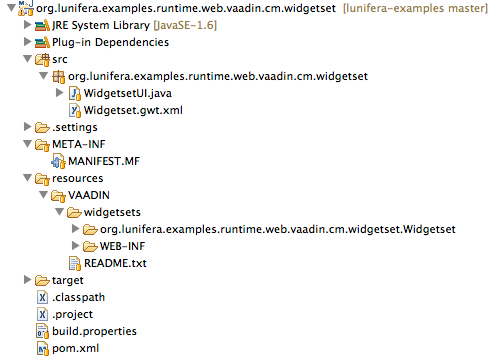 org.lunifera.examples.runtime.web.vaadin.cm.widgetset [lunifera-examples master]
JRE System Library [JavaSE-1.6]
Plug-in Dependencies
src
org.lunifera.examples.runtime.web.vaadin.cm.widgetset
WidgetsetUI.java
Widgetset.gwt.xml
.settings
META-INF
MANIFEST.MF
resources
VAADIN
widgetsets
org.lunifera.examples.runtime.web.vaadin.cm.widgetset.Widgetset
WEB-INF
README.txt
target
.classpath
.project
build.properties
pom.xml